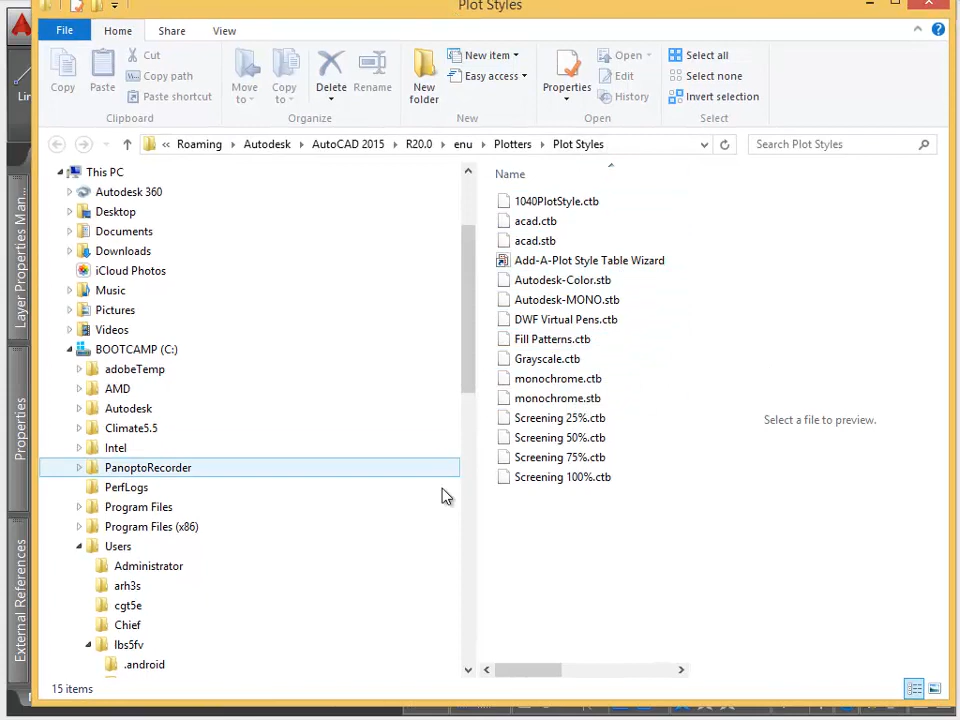 Plot Styles
File Home Share View
Copy Paste Cut
Copy path
Paste shortcut
Clipboard
Move to Copy to Delete Rename
Organize
New folder New item
Easy access
New
Properties Open
Edit
History
Open
Select all
Select none
Invert selection
Select
« Roaming Autodesk AutoCAD 2015 R20.0 enu Plotters Plot Styles
Search Plot Styles
This PC
Autodesk 360
Desktop
Documents
Downloads
iCloud Photos
Music
Pictures
Videos
BOOTCAMP (C:)
adobeTemp
AMD
Autodesk
Climate5.5
Intel
PanoptoRecorder
PerfLogs
Program Files
Program Files (x86)
Users
Administrator
arh3s
cgt5e
Chief
lbs5fv
.android
Name
1040PlotStyle.ctb
acad.ctb
acad.stb
Add-A-Plot Style Table Wizard
Autodesk-Color.stb
Autodesk-MONO.stb
DWF Virtual Pens.ctb
Fill Patterns.ctb
Grayscale.ctb
monochrome.ctb
monochrome.stb
Screening 25%.ctb
Screening 50%.ctb
Screening 75%.ctb
Screening 100%.ctb
Select a file to preview.
15 items
Lin
Layer Properties Man...
Properties
External References